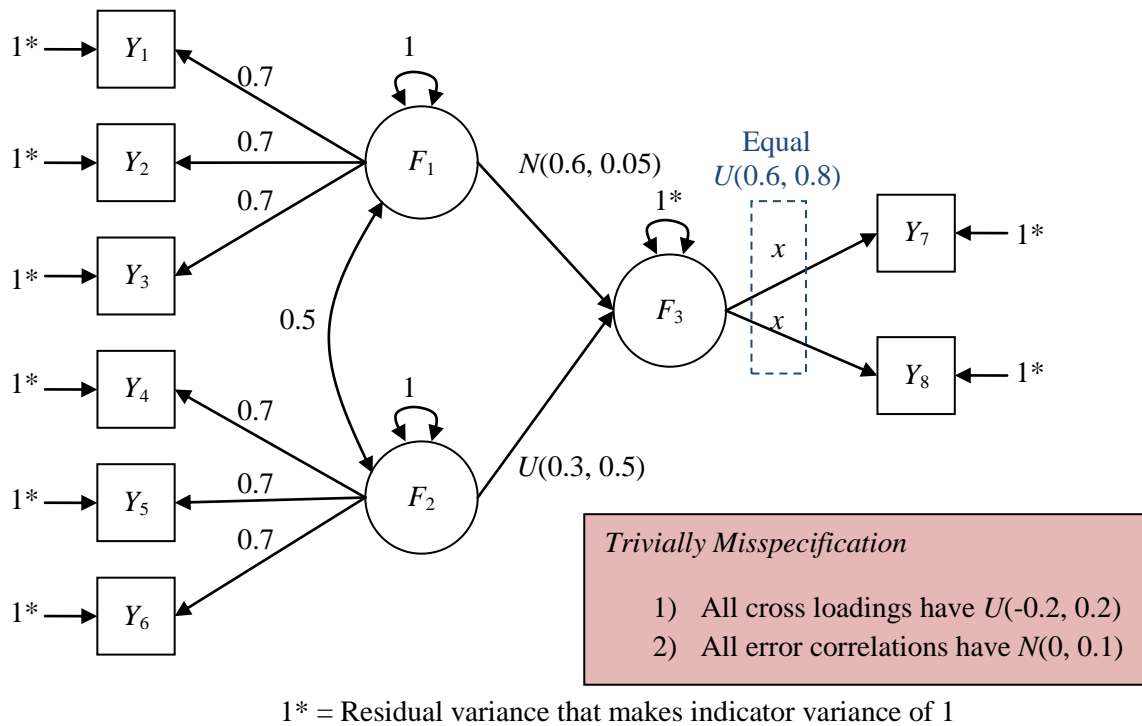 1*
Y1
0.7
1
1*
Y2
0.7
F1
1*
Y3
0.7
N(0.6, 0.05)
Equal
U(0.6, 0.8)
1*
F3
x
x
Y7
1*
Y8
1*
0.5
1*
Y4
0.7
1
1*
Y5
0.7
F2
1*
Y6
0.7
U(0.3, 0.5)
Trivially Misspecification
1) All cross loadings have U(-0.2, 0.2)
2) All error correlations have N(0, 0.1)
1* = Residual variance that makes indicator variance of 1